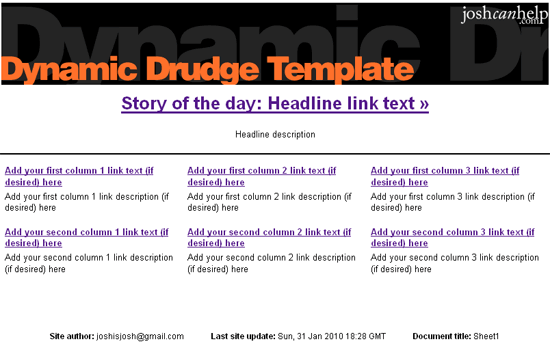 Dynamic Dr
joshcanhelp
.com
Dynamic Drudge Template
Story of the day: Headline link text »
Headline description
Add your first column 1 link text (if
desired) here
Add your first column 1 link description (if
desired) here
Add your second column 1 link text (if
desired) here
Add your second column 1 link description
(if desired) here
Add your first column 2 link text (if
desired) here
Add your first column 2 link description (if
desired) here
Add your second column 2 link text (if
desired) here
Add your second column 2 link description
(if desired) here
Add your first column 3 link text (if
desired) here
Add your first column 3 link description (if
desired) here
Add your second column 3 link text (if
desired) here
Add your second column 3 link description
(if desired) here
Site author: joshisjosh@gmail.com Last site update: Sun, 31 Jan 2010 18:28 GMT Document title: Sheet1